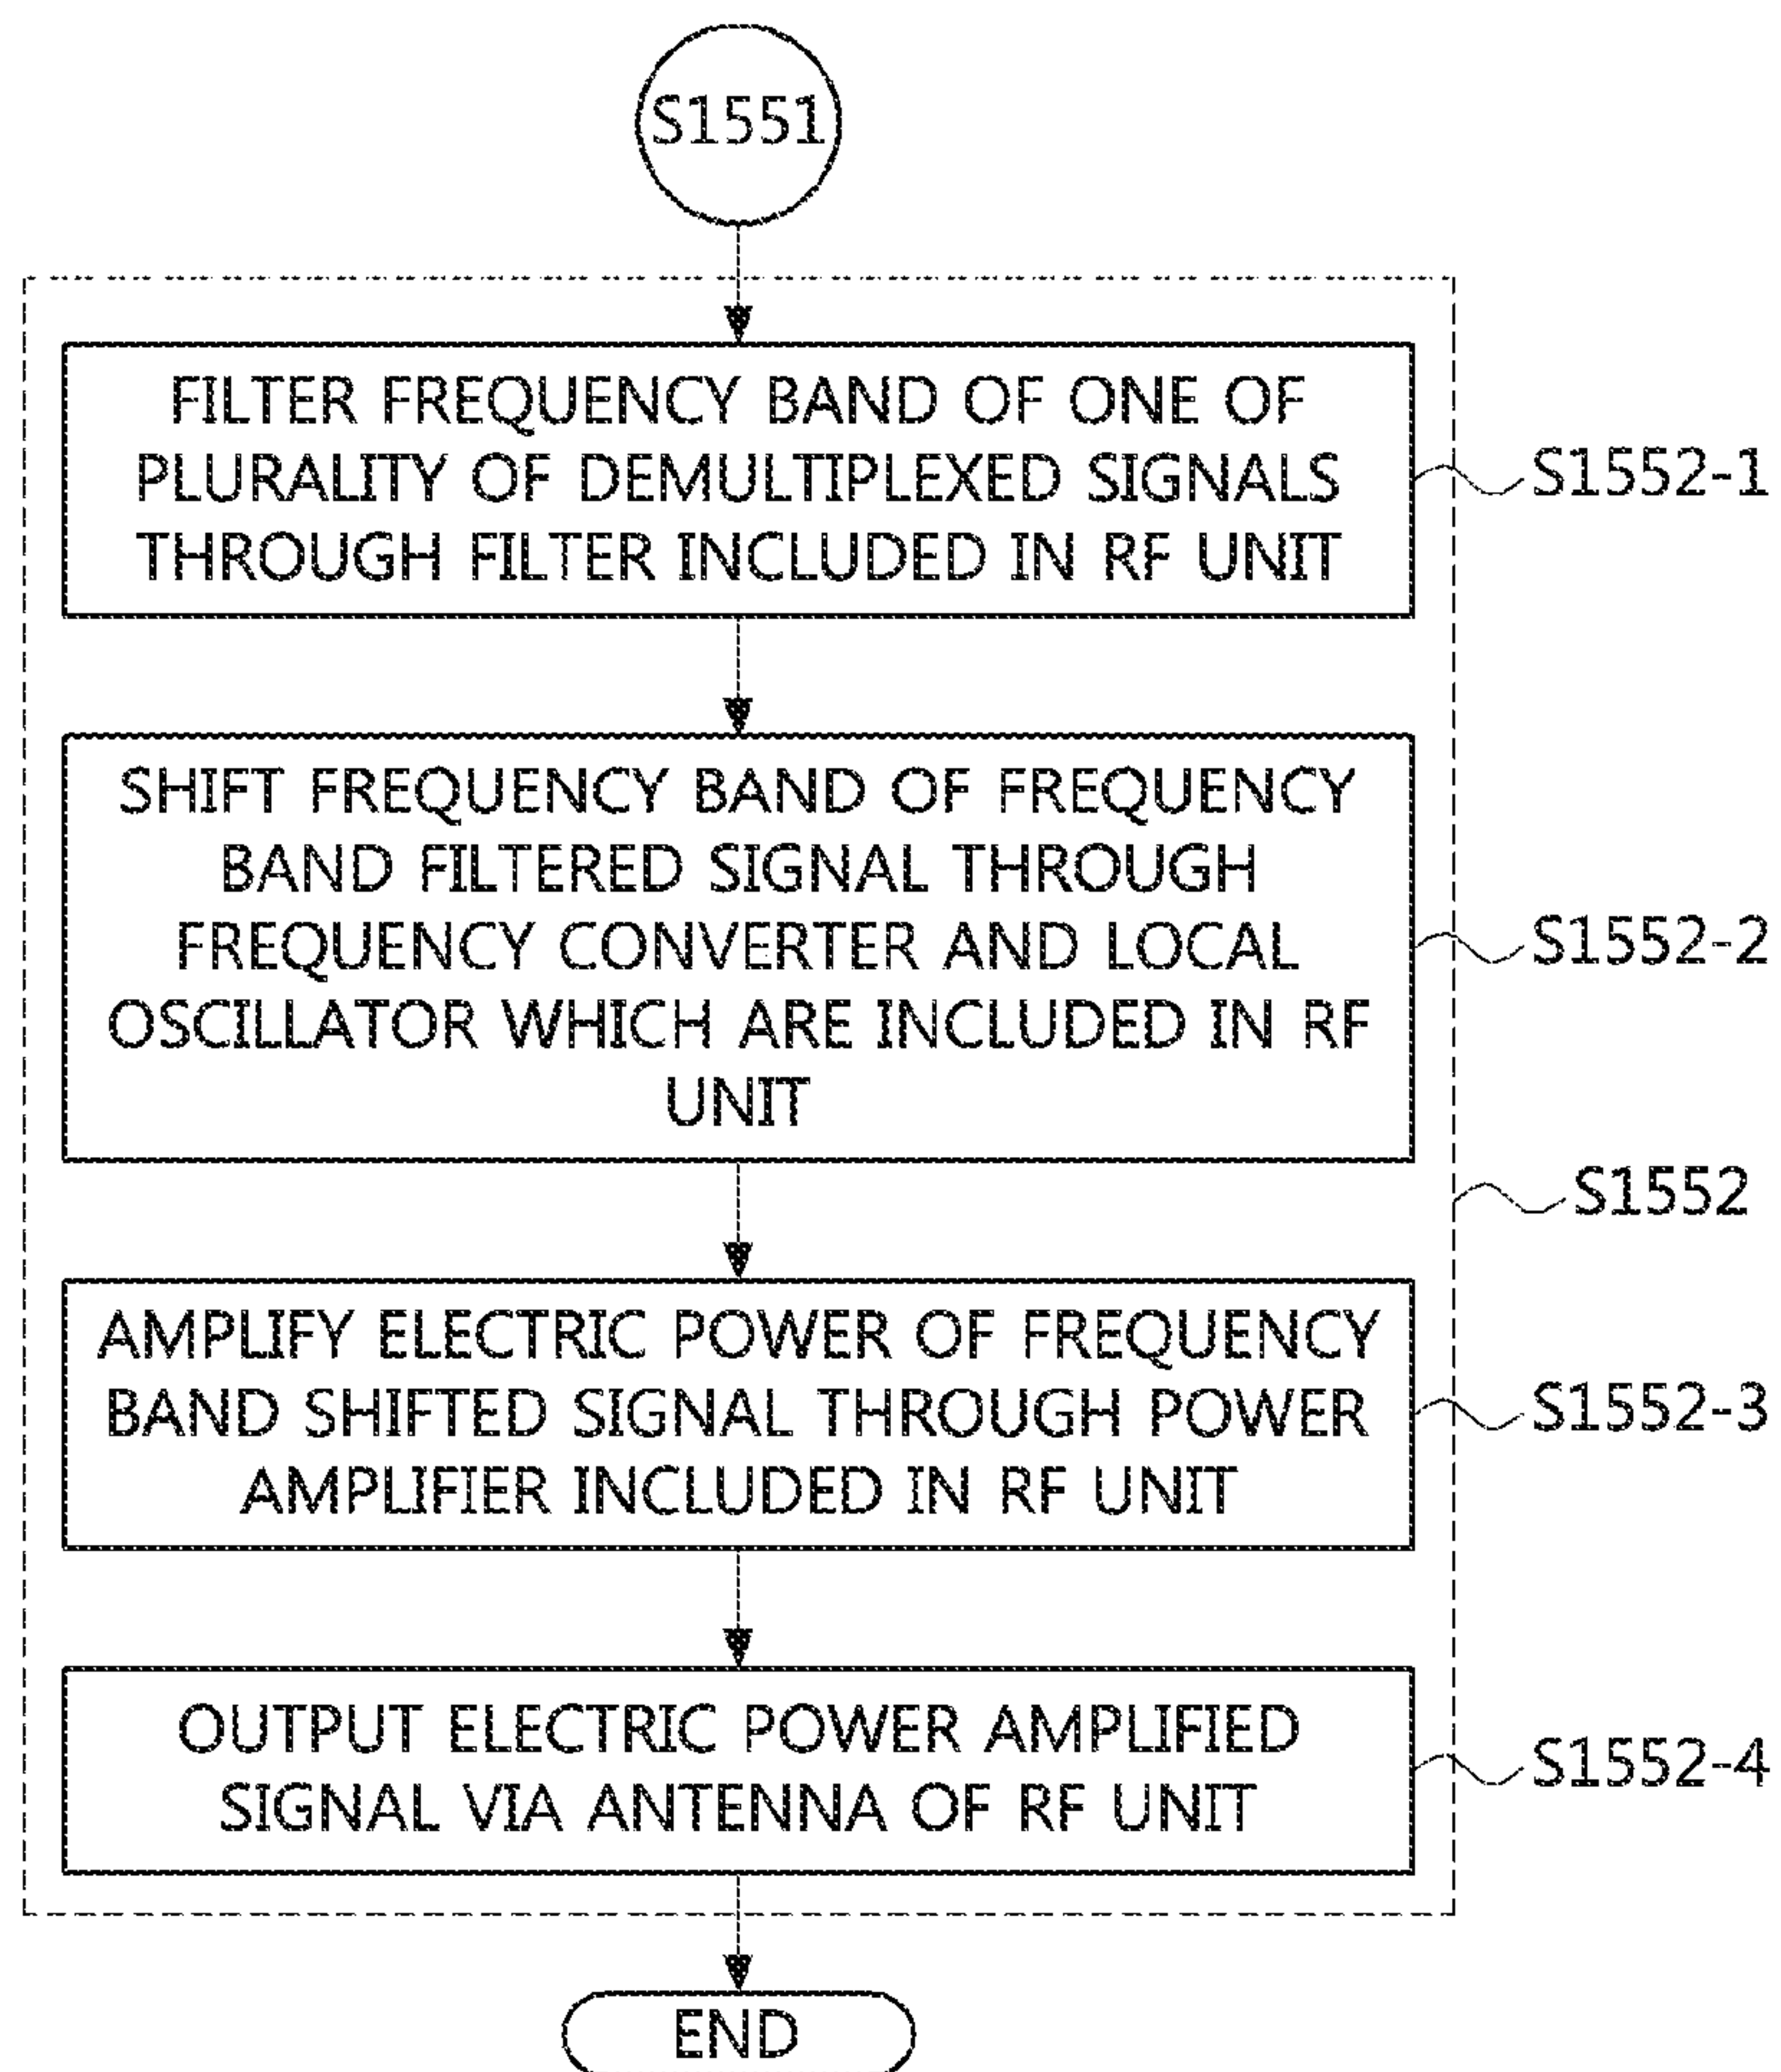 S1551
FILTER FREQUENCY BAND OF ONE OF
PLURALITY OF DEMULTIPLEXED SIGNALS
THROUGH FILTER INCLUDED IN RF UNIT
S1552-1
SHIFT FREQUENCY BAND OF FREQUENCY
BAND FILTERED SIGNAL THROUGH
FREQUENCY CONVERTER AND LOCAL
OSCILLATOR WHICH ARE INCLUDED IN RF
UNIT
S1552-2
S1552
AMPLIFY ELECTRIC POWER OF FREQUENCY
BAND SHIFTED SIGNAL THROUGH POWER
AMPLIFIER INCLUDED IN RF UNIT
S1552-3
OUTPUT ELECTRIC POWER AMPLIFIED
SIGNAL VIA ANTENNA OF RF UNIT
S1552-4
END